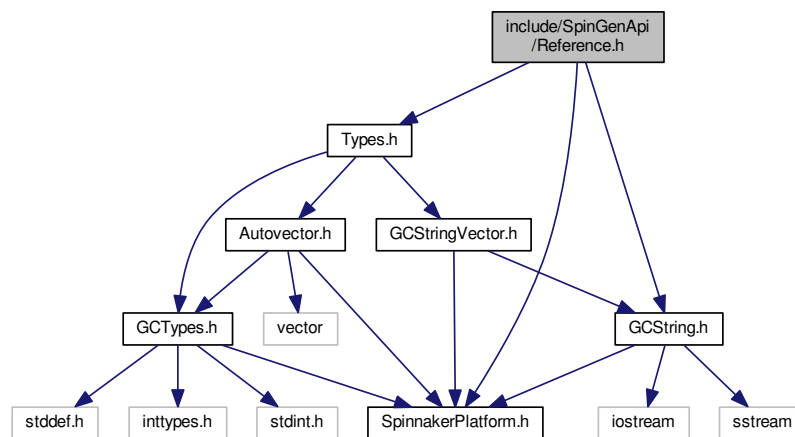 include/SpinGenApi
/Reference.h
Types.h
Autovector.h
GCStringVector.h
GCTypes.h
vector
GCString.h
stddef.h
inttypes.h
stdint.h
SpinnakerPlatform.h
iostream
sstream